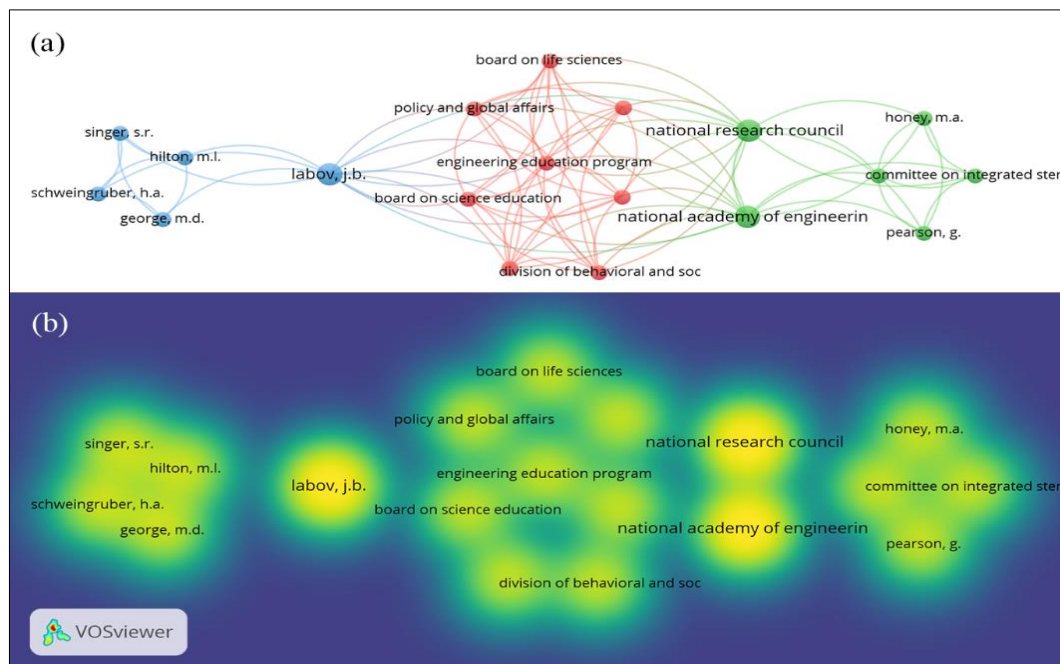 (a)
board on life sciences
policy and global affairs
honey, m.a.
singer, s.r.
national research council
hilton, m.l.
engineering education program
labov, j.b.
committee on integrated ster
schweingruber, h.a.
board on science education
george, m.d.
national academy of engineerin
pearson, g.
division of behavioral and soc
(b)
board on life sciences
policy and global affairs
honey, m.a.
singer, s.r.
national research council
hilton, m.l.
engineering education program
labov, j.b.
committee on integrated ster
schweingruber, h.a.
board on science education
george, m.d.
national academy of engineerin
pearson, g.
division of behavioral and soc
VOSviewer